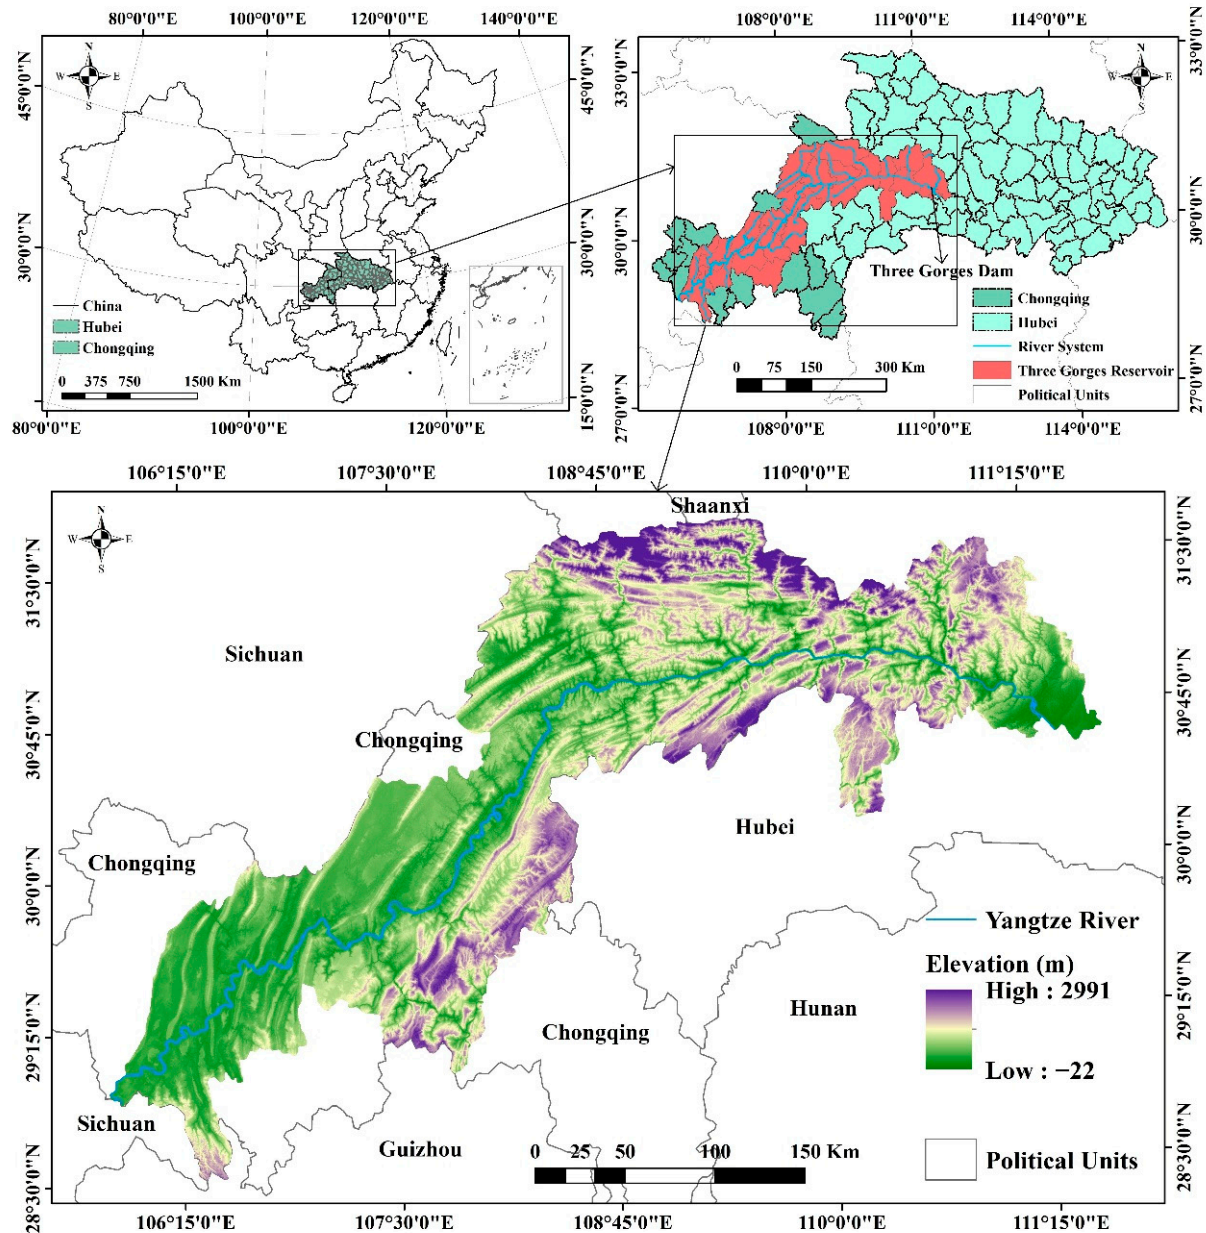 80°0'0"E 100°0'0"E 120°0'0"E 140°0'0"E
45°0'0"N
30°0'0"N
45°0'0"N
30°0'0"N
15°0'0"N
N
W E
S
China
Hubei
Chongqing
0 375 750 1500 Km
80°0'0"E 100°0'0"E 120°0'0"E
108°0'0"E 111°0'0"E 114°0'0"E
33°0'0"N
30°0'0"N
27°0'0"N
33°0'0"N
30°0'0"N
27°0'0"N
N
W E
S
Three Gorges Dam
Chongqing
Hubei
River System
Three Gorges Reservoir
Political Units
0 75 150 300 Km
108°0'0"E 111°0'0"E 114°0'0"E
106°15'0"E 107°30'0"E 108°45'0"E 110°0'0"E 111°15'0"E
31°30'0"N
30°45'0"N
30°0'0"N
29°15'0"N
28°30'0"N
31°30'0"N
30°45'0"N
30°0'0"N
29°15'0"N
28°30'0"N
N
W E
S
Shaanxi
Sichuan
Chongqing
Hubei
Chongqing
Yangtze River
Elevation (m)
High : 2991
Low : −22
Hunan
Chongqing
Sichuan
Guizhou
0 25 50 100 150 Km
Political Units
106°15'0"E 107°30'0"E 108°45'0"E 110°0'0"E 111°15'0"E